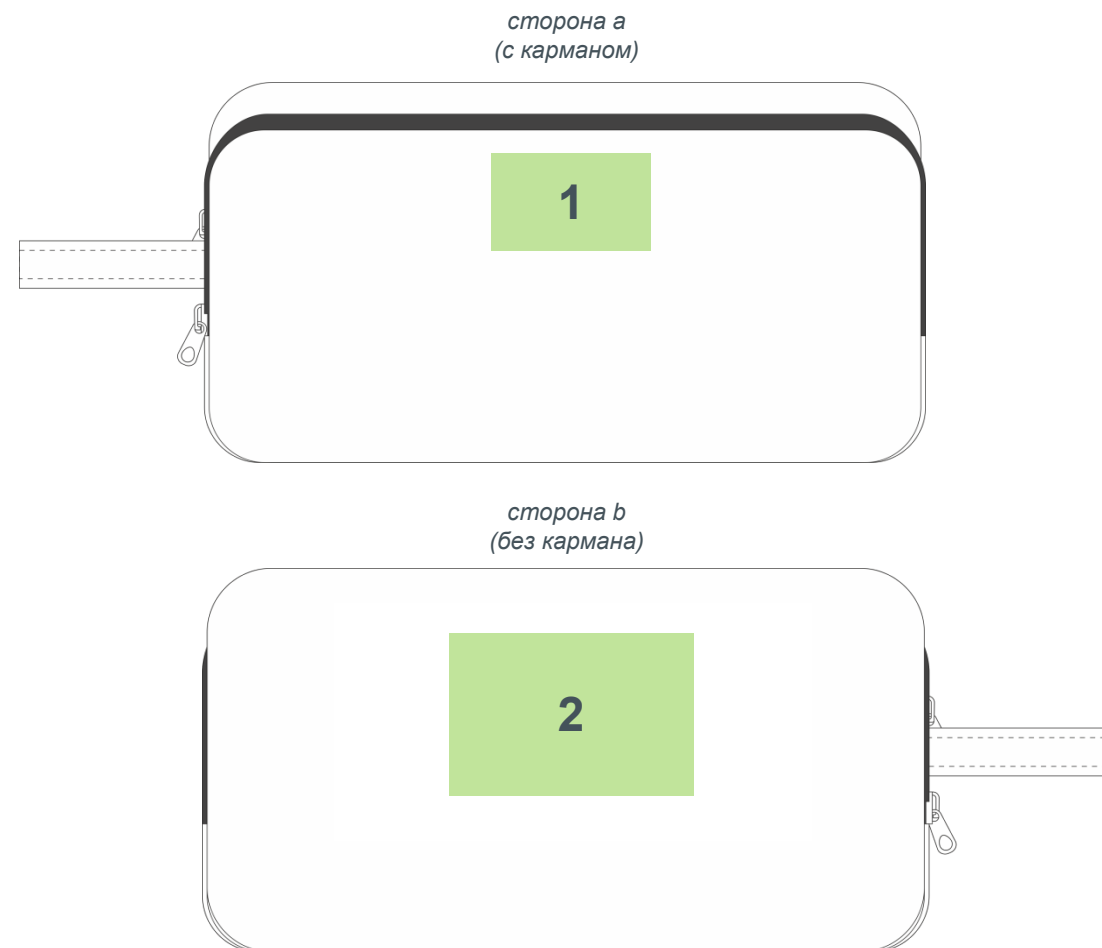 сторона a
(с карманом)
1
сторона b
(без кармана)
2